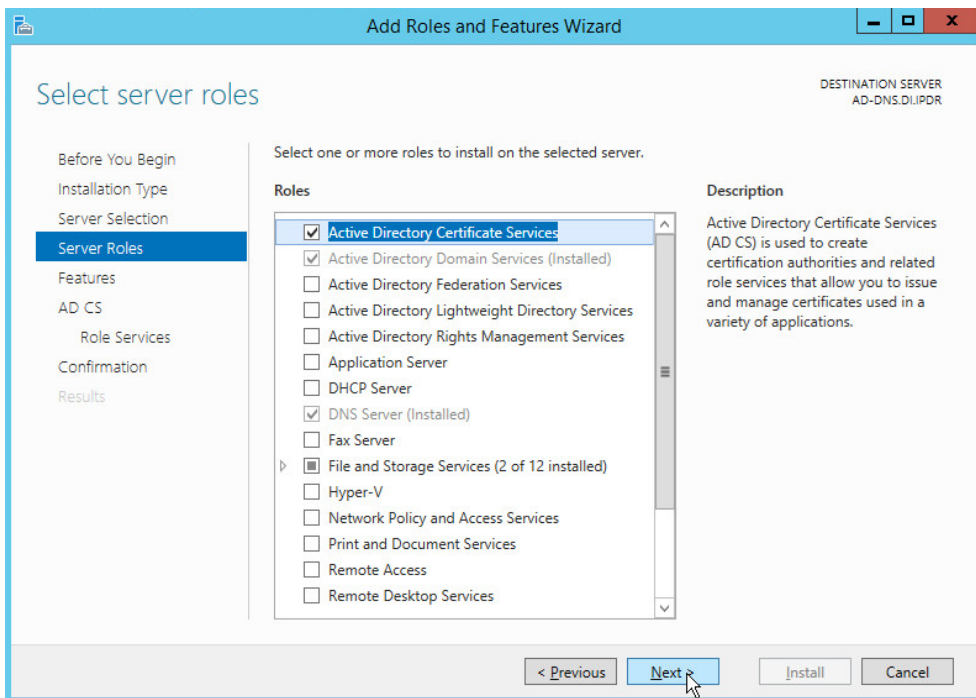 Add Roles and Features Wizard
Select server roles
DESTINATION SERVER
AD-DNS.DI.IPDR
Before You Begin
Installation Type
Server Selection
Server Roles
Features
AD CS
Role Services
Confirmation
Results
Select one or more roles to install on the selected server.
Roles
Active Directory Certificate Services
Active Directory Domain Services (Installed)
Active Directory Federation Services
Active Directory Lightweight Directory Services
Active Directory Rights Management Services
Application Server
DHCP Server
DNS Server (Installed)
Fax Server
File and Storage Services (2 of 12 installed)
Hyper-V
Network Policy and Access Services
Print and Document Services
Remote Access
Remote Desktop Services
Description
Active Directory Certificate Services
(AD CS) is used to create
certification authorities and related
role services that allow you to issue
and manage certificates used in a
variety of applications.
< Previous
Next >
Install
Cancel